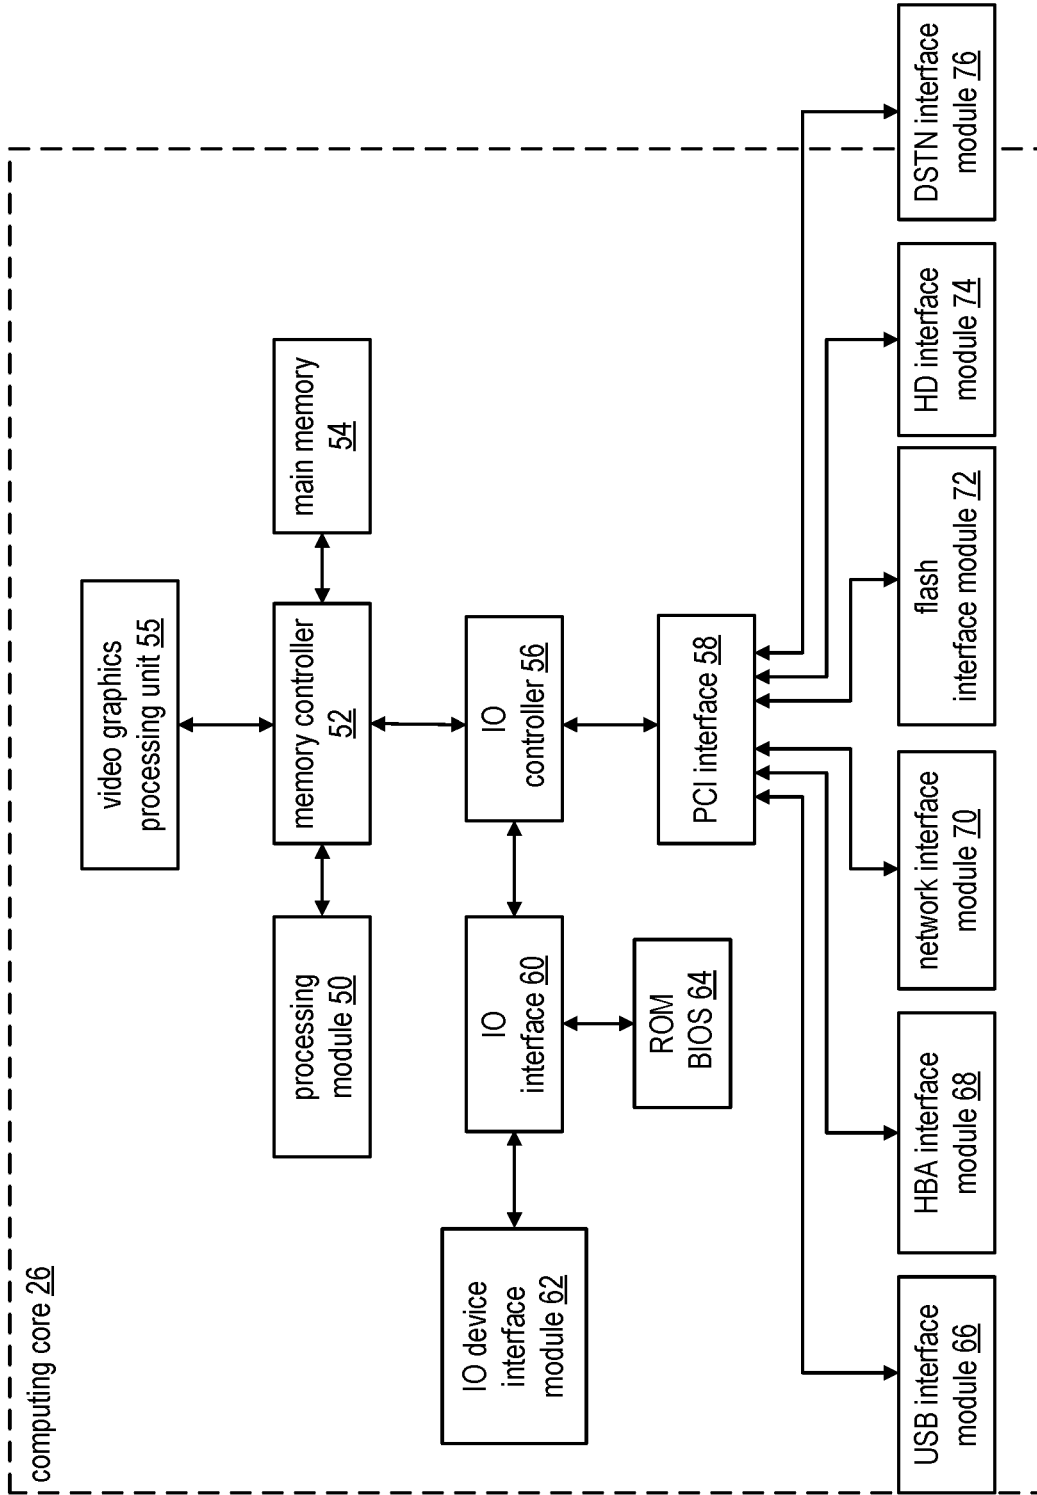 computing core 26
video graphics
processing unit 55
processing
module 50
memory controller
52
main memory
54
IO device
interface
module 62
IO
interface 60
IO
controller 56
ROM
BIOS 64
PCI interface 58
USB interface
module 66
HBA interface
module 68
network interface
module 70
flash
interface module 72
HD interface
module 74
DSTN interface
module 76